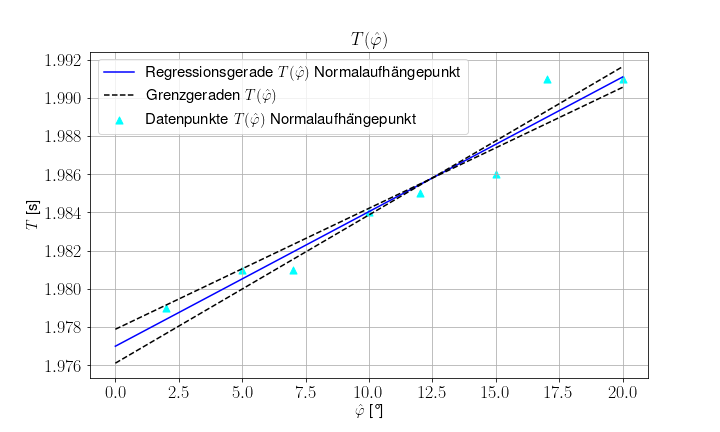 T(φ̂)
1.992
1.990
1.988
1.986
1.984
1.982
1.980
1.978
1.976
T [s]
Regressionsgerade T(φ̂) Normalaufhängepunkt
Grenzgeraden T(φ̂)
Datenpunkte T(φ̂) Normalaufhängepunkt
0.0 2.5 5.0 7.5 10.0 12.5 15.0 17.5 20.0
φ̂ [°]